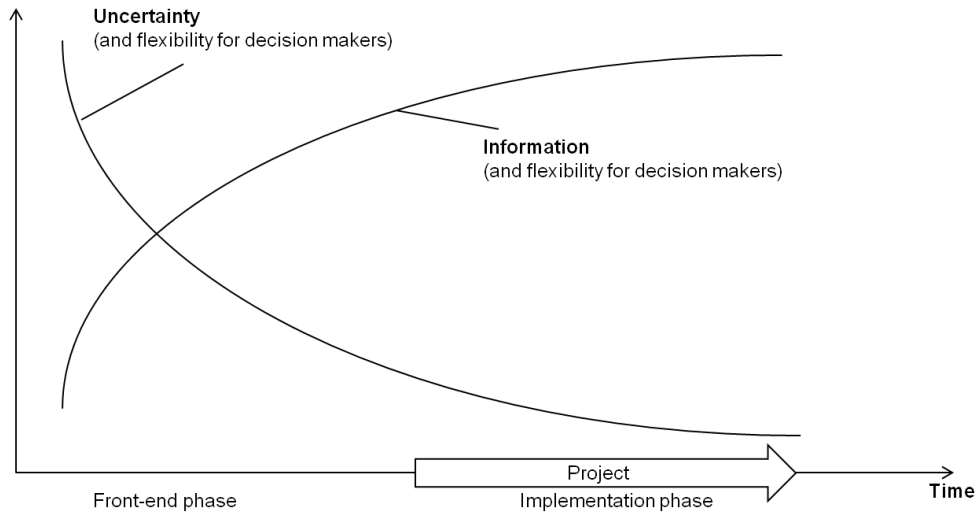 Uncertainty
(and flexibility for decision makers)
Information
(and flexibility for decision makers)
Project
Time
Front-end phase
Implementation phase